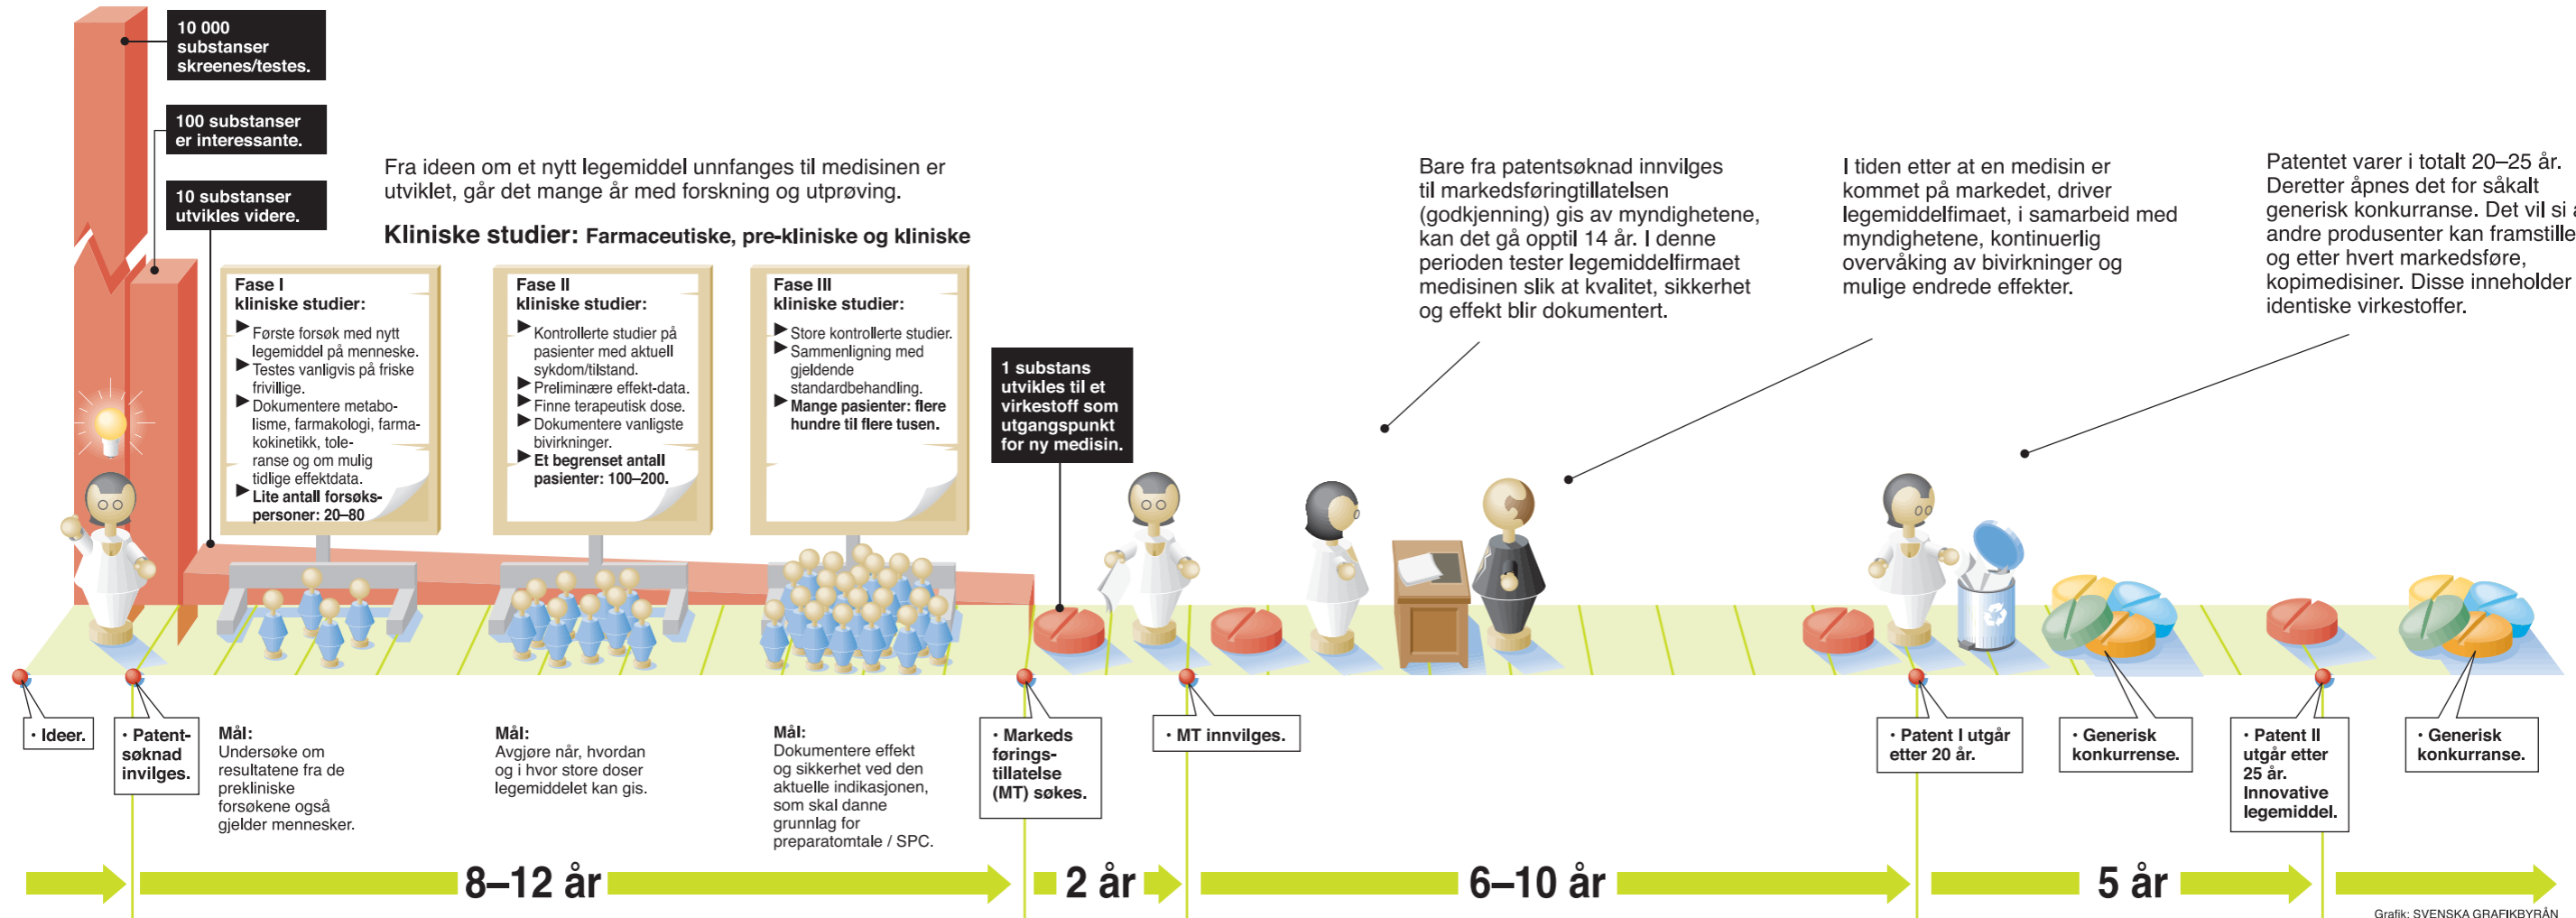 10 000
substanser
skreenes/testes.
100 substanser
er interessante.
10 substanser
utvikles videre.
Fra ideen om et nytt legemiddel unnfanges til medisinen er
utviklet, går det mange år med forskning og utprøving.
Kliniske studier: Farmaceutiske, pre-kliniske og kliniske
Fase I
kliniske studier:
Første forsøk med nytt
legemiddel på menneske.
Testes vanligvis på friske
frivillige.
Dokumentere metabo-
lisme, farmakologi, farma-
kokinetikk, tole-
ranse og om mulig
tidlige effektdata.
Lite antall forsøks-
personer: 20–80
Fase II
kliniske studier:
Kontrollerte studier på
pasienter med aktuell
sykdom/tilstand.
Preliminære effekt-data.
Finne terapeutisk dose.
Dokumentere vanligste
bivirkninger.
Et begrenset antall
pasienter: 100–200.
Fase III
kliniske studier:
Store kontrollerte studier.
Sammenligning med
gjeldende
standardbehandling.
Mange pasienter: flere
hundre til flere tusen.
1 substans
utvikles til et
virkestoff som
utgangspunkt
for ny medisin.
Bare fra patentsøknad innvilges
til markedsføringtillatelsen
(godkjenning) gis av myndighetene,
kan det gå opptil 14 år. I denne
perioden tester legemiddelfirmaet
medisinen slik at kvalitet, sikkerhet
og effekt blir dokumentert.
I tiden etter at en medisin er
kommet på markedet, driver
legemiddelfimaet, i samarbeid med
myndighetene, kontinuerlig
overvåking av bivirkninger og
mulige endrede effekter.
Patentet varer i totalt 20–25 år.
Deretter åpnes det for såkalt
generisk konkurranse. Det vil si a
andre produsenter kan framstille
og etter hvert markedsføre,
kopimedisiner. Disse inneholder
identiske virkestoffer.
· Ideer.
· Patent-
søknad
invilges.
Mål:
Undersøke om
resultatene fra de
prekliniske
forsøkene også
gjelder mennesker.
Mål:
Avgjøre når, hvordan
og i hvor store doser
legemiddelet kan gis.
Mål:
Dokumentere effekt
og sikkerhet ved den
aktuelle indikasjonen,
som skal danne
grunnlag for
preparatomtale / SPC.
· Markeds
førings-
tillatelse
(MT) søkes.
· MT innvilges.
· Patent I utgår
etter 20 år.
· Generisk
konkurrense.
· Patent II
utgår etter
25 år.
Innovative
legemiddel.
· Generisk
konkurranse.
8–12 år
2 år
6–10 år
5 år
Grafik: SVENSKA GRAFIKBYRÅN